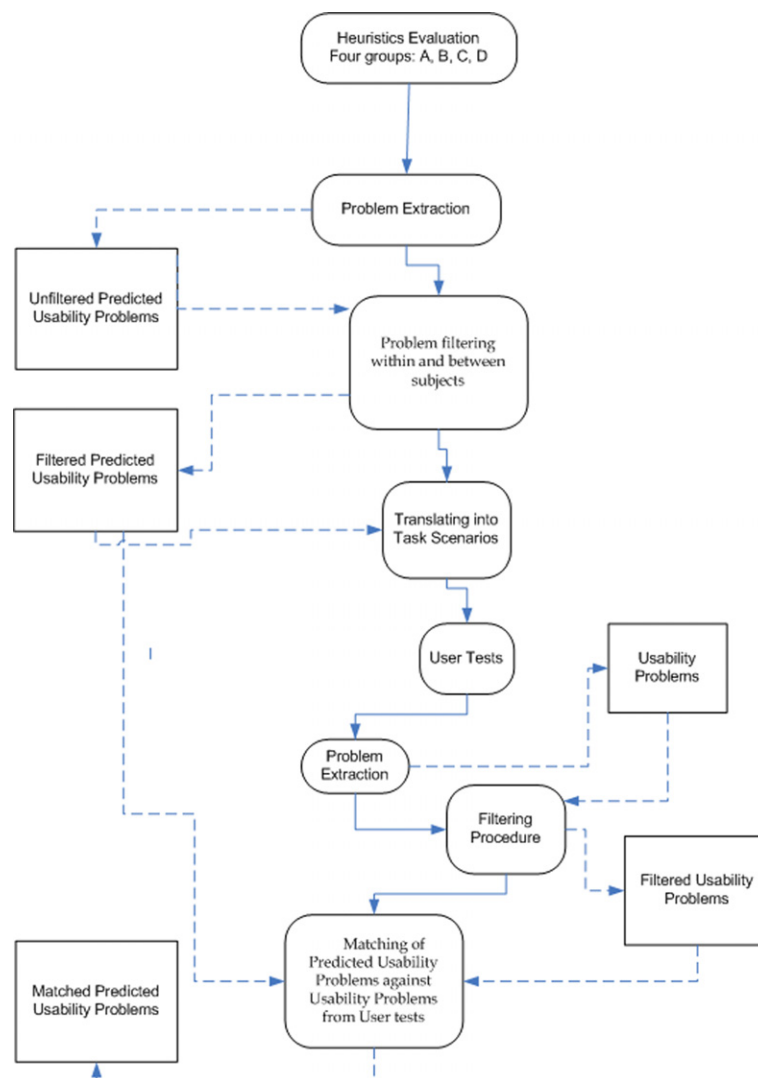 Heuristics Evaluation
Four groups: A, B, C, D
Problem Extraction
Unfiltered Predicted
Usability Problems
Problem filtering
within and between
subjects
Filtered Predicted
Usability Problems
Translating into
Task Scenarios
User Tests
Usability
Problems
Problem
Extraction
Filtering
Procedure
Filtered Usability
Problems
Matching of
Predicted Usability
Problems against
Usability Problems
from User tests
Matched Predicted
Usability Problems